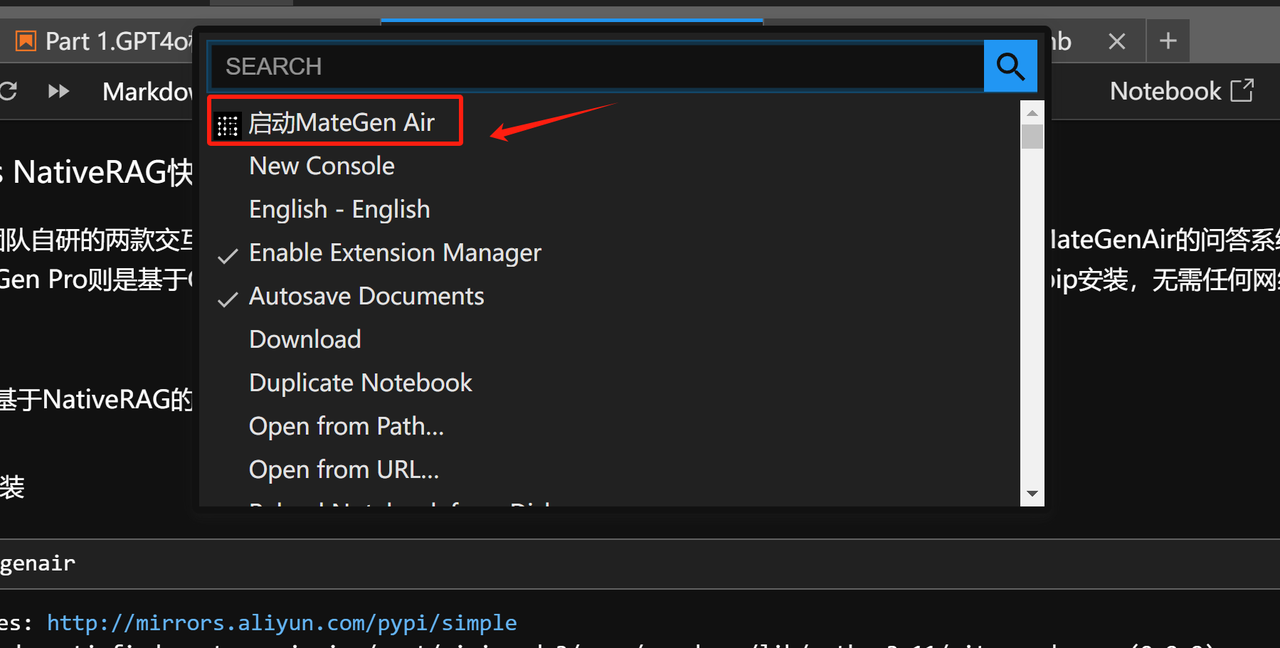 Part 1.GPT4o
nb
Markdow
Notebook
SEARCH
启动MateGen Air
New Console
English - English
Enable Extension Manager
Autosave Documents
Download
Duplicate Notebook
Open from Path...
Open from URL...
s NativeRAG快
团队自研的两款交互
MateGenAir的问答系统
Gen Pro则是基于
pip安装，无需任何网络
基于NativeRAG的
装
genair
es: http://mirrors.aliyun.com/pypi/simple